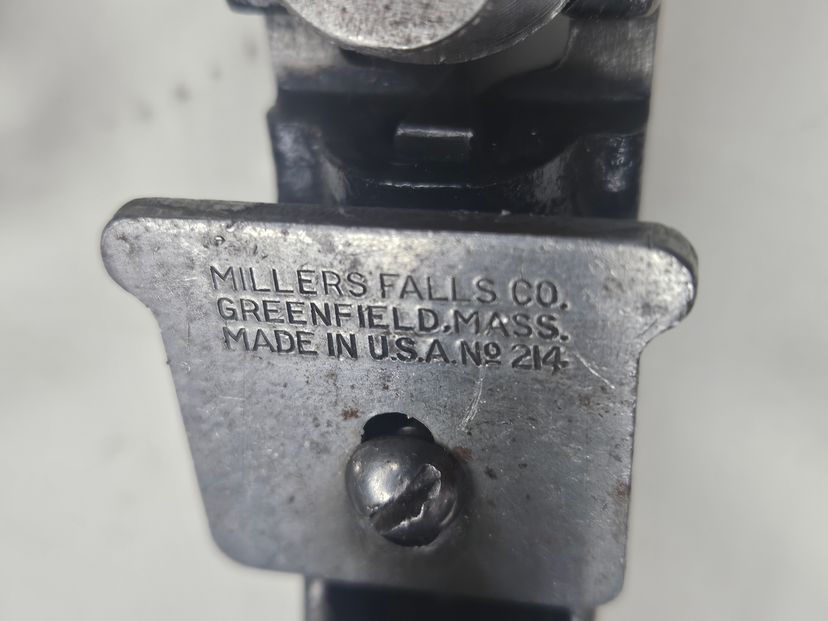 MILLERS FALLS CO.
GREENFIELD, MASS.
MADE IN U.S.A. Nº 214